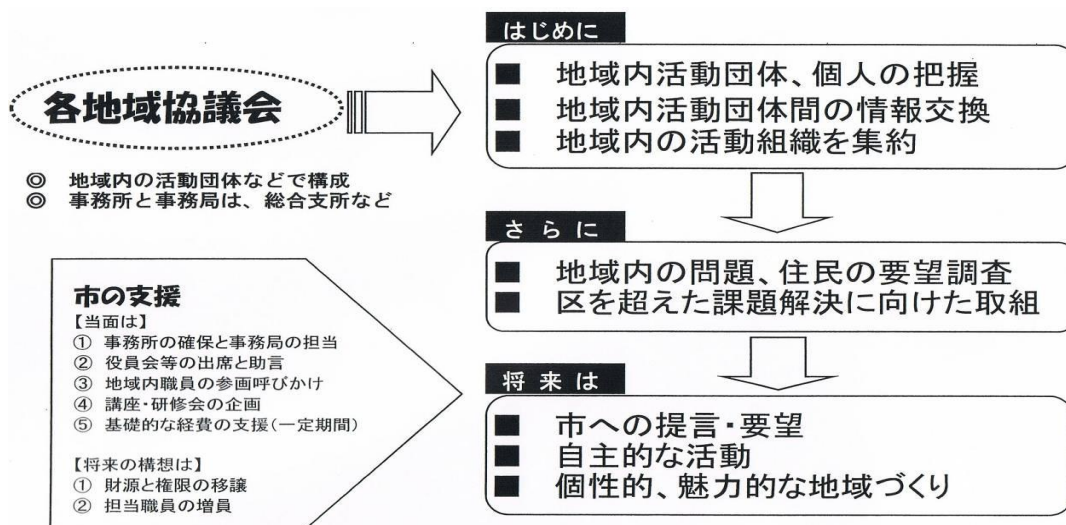 各地域協議会
◎ 地域内の活動団体などで構成
◎ 事務所と事務局は、総合支所など
はじめに
■ 地域内活動団体、個人の把握
■ 地域内活動団体間の情報交換
■ 地域内の活動組織を集約
さらに
■ 地域内の問題、住民の要望調査
■ 区を超えた課題解決に向けた取組
将来は
■ 市への提言・要望
■ 自主的な活動
■ 個性的、魅力的な地域づくり
市の支援
【当面は】
① 事務所の確保と事務局の担当
② 役員会等の出席と助言
③ 地域内職員の参画呼びかけ
④ 講座・研修会の企画
⑤ 基礎的な経費の支援(一定期間)
【将来の構想は】
① 財源と権限の移譲
② 担当職員の増員